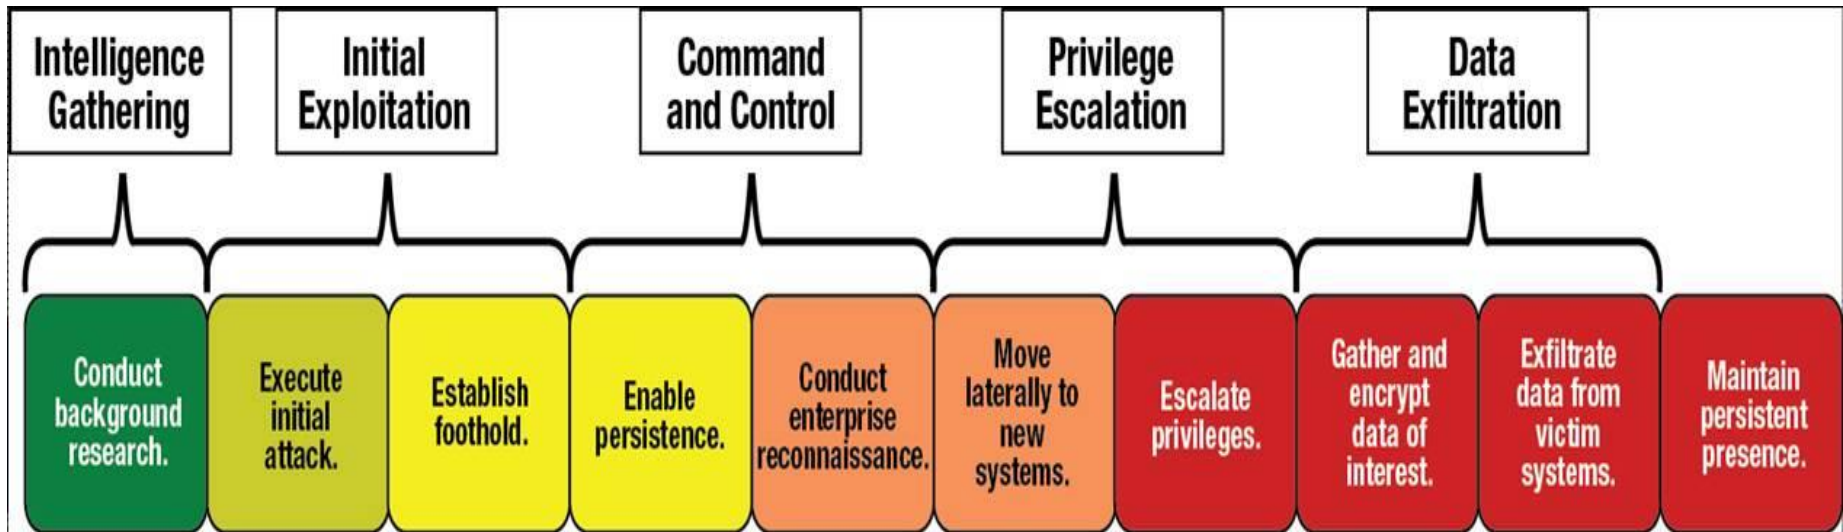 Intelligence
Gathering
Initial
Exploitation
Command
and Control
Privilege
Escalation
Data
Exfiltration
Conduct
background
research.
Execute
initial
attack.
Establish
foothold.
Enable
persistence.
Conduct
enterprise
reconnaissance.
Move
laterally to
new
systems.
Escalate
privileges.
Gather and
encrypt
data of
interest.
Exfiltrate
data from
victim
systems.
Maintain
persistent
presence.